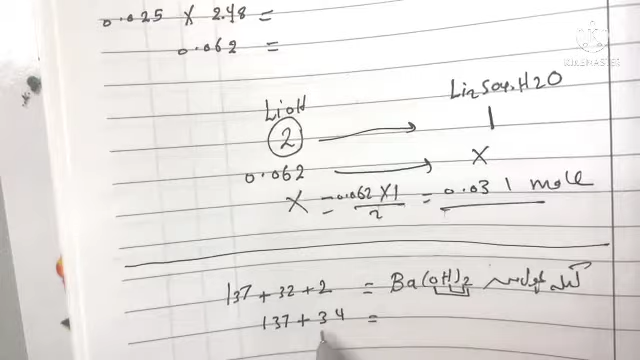 0.025 × 2.48 =
0.062 =
KINEMASTER
LiOH Li2SO4.H2O
2 → 1
0.062 → X
X = 0.062 × 1 / 2 = 0.031 mole
137 + 32 + 2 = Ba(OH)2
137 + 34 =